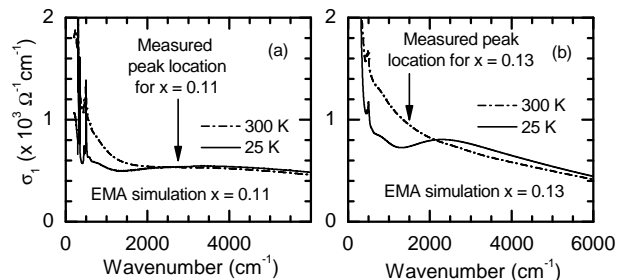 σ₁ (x 10³ Ω⁻¹cm⁻¹)
2
1
0
Measured
peak location
for x = 0.11
(a)
300 K
25 K
EMA simulation x = 0.11
0 2000 4000
Wavenumber (cm⁻¹)
2
1
0
Measured peak
location for x = 0.13
(b)
300 K
25 K
EMA simulation x = 0.13
2000 4000 6000
Wavenumber (cm⁻¹)